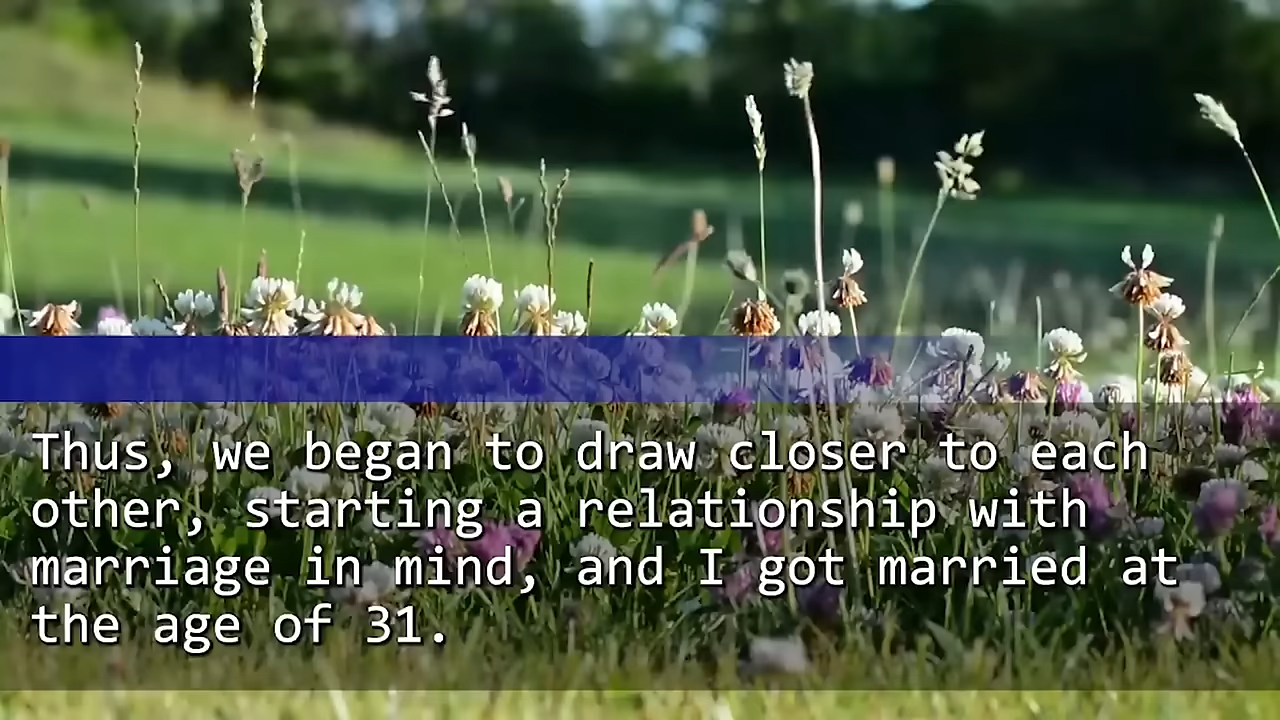 Thus, we began to draw closer to each
other, starting a relationship with
marriage in mind, and I got married at
the age of 31.